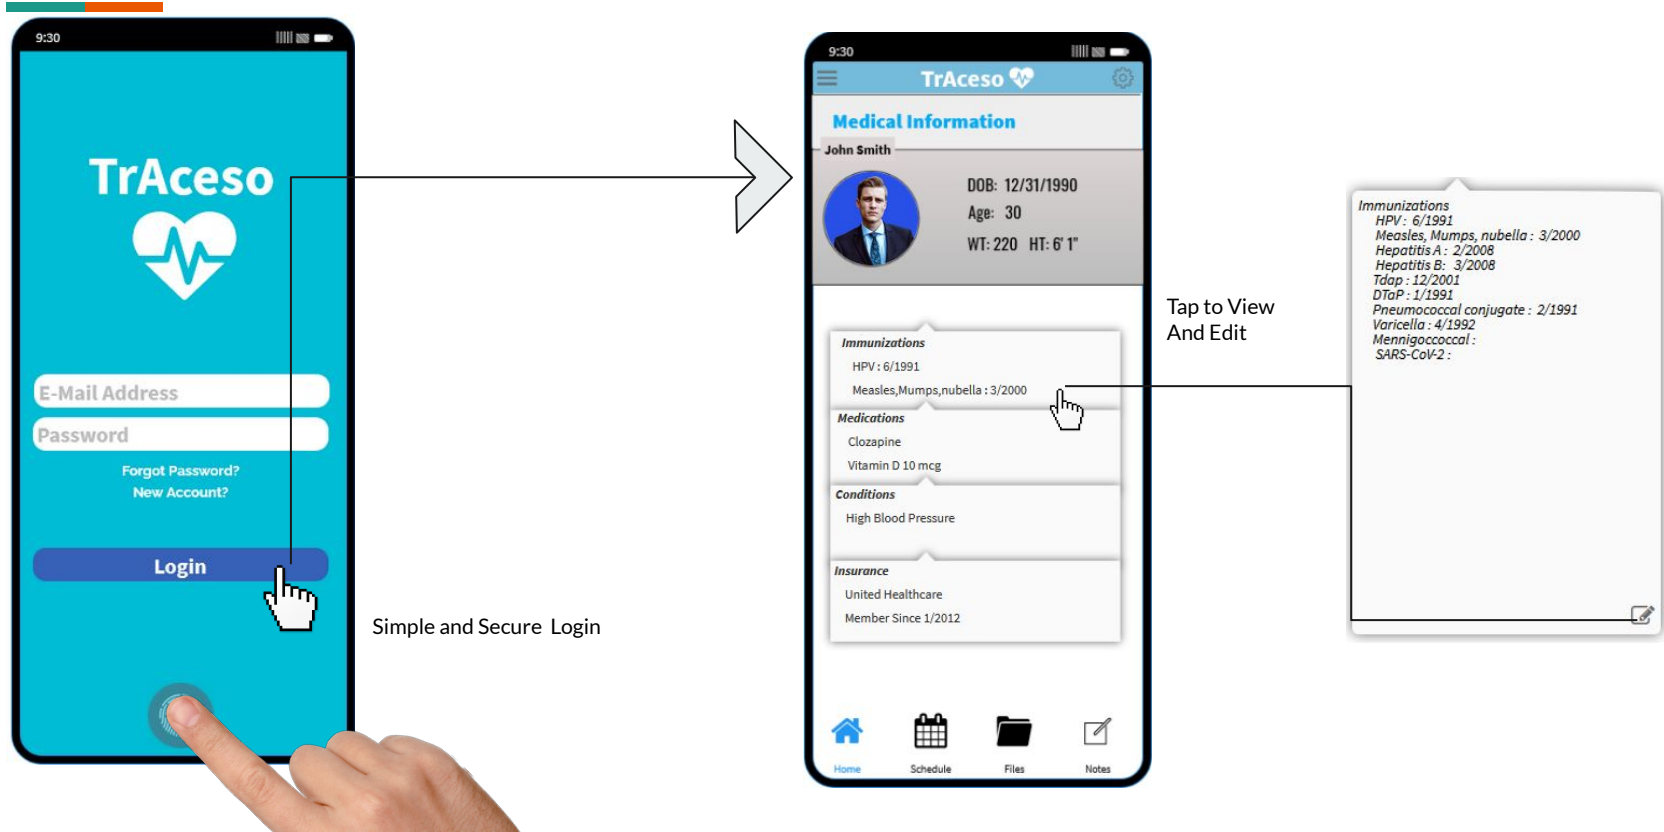 9:30
TrAceso
E-Mail Address
Password
Forgot Password?
New Account?
Login
Simple and Secure Login
9:30
TrAceso
Medical Information
John Smith
DOB: 12/31/1990
Age: 30
WT: 220 HT: 6' 1"
Immunizations
HPV : 6/1991
Measles,Mumps,nubella : 3/2000
Medications
Clozapine
Vitamin D 10 mcg
Conditions
High Blood Pressure
Insurance
United Healthcare
Member Since 1/2012
Home
Schedule
Files
Notes
Tap to View
And Edit
Immunizations
HPV : 6/1991
Measles, Mumps, nubella : 3/2000
Hepatitis A : 2/2008
Hepatitis B: 3/2008
Tdap : 12/2001
DTaP : 1/1991
Pneumococcal conjugate : 2/1991
Varicella : 4/1992
Mennigoccoccal :
SARS-CoV-2 :